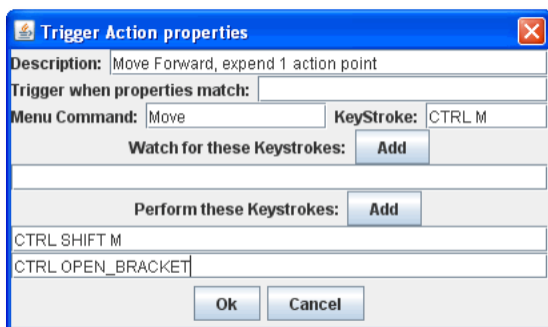 Trigger Action properties
Description: Move Forward, expend 1 action point
Trigger when properties match:
Menu Command: Move KeyStroke: CTRL M
Watch for these Keystrokes: Add
Perform these Keystrokes: Add
CTRL SHIFT M
CTRL OPEN_BRACKET
Ok Cancel